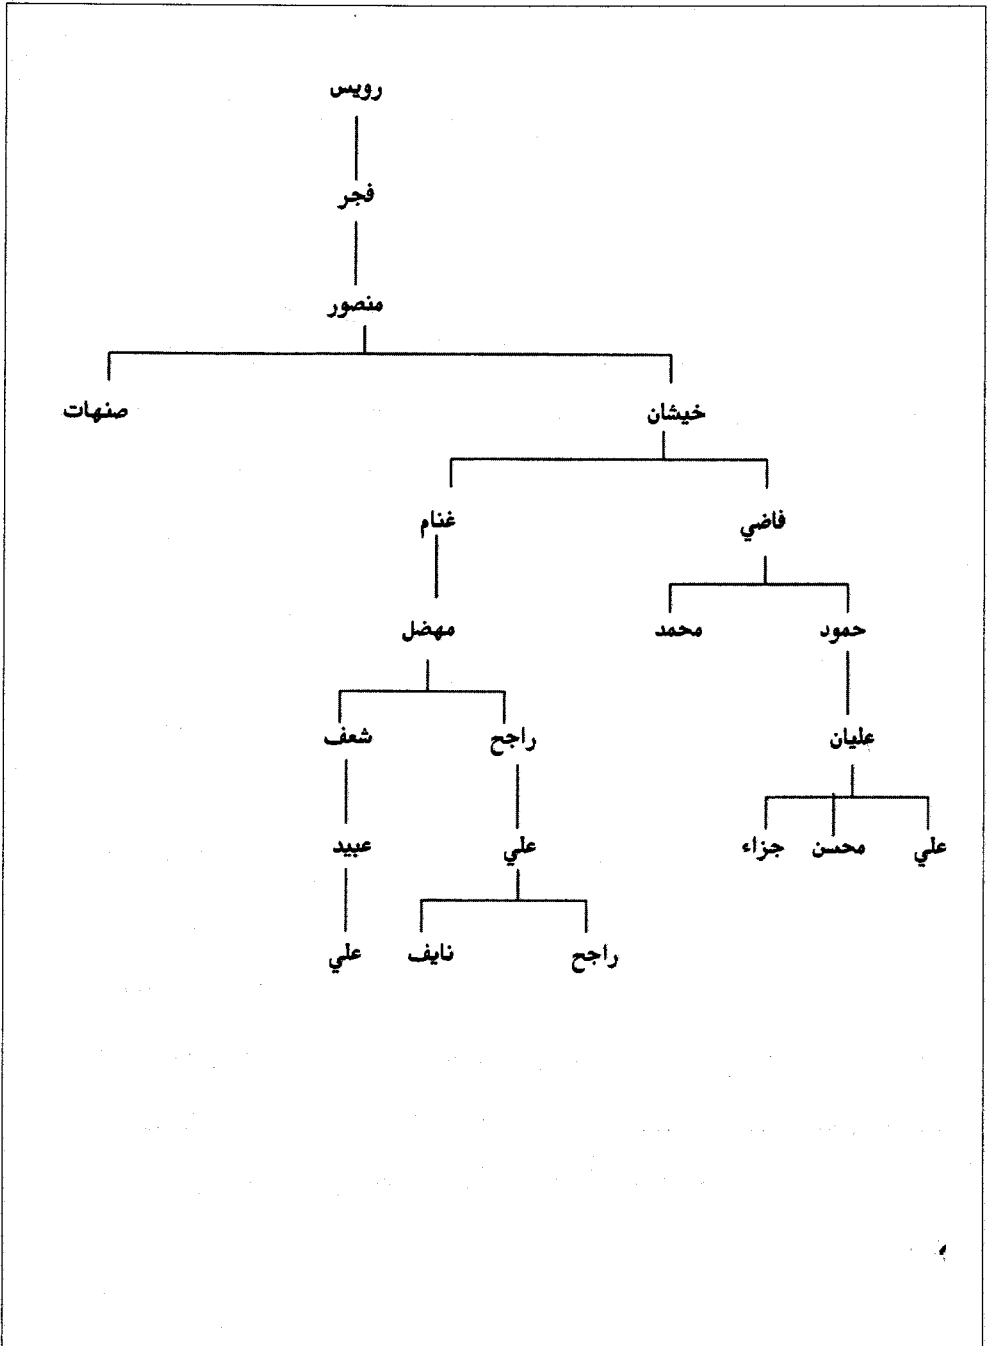 رويس
فجر
منصور
خيشان صنهات
فاضي غنام
حمود محمد مهضل
عليان راجح شعف
علي محسن جزاء علي عبيد
راجح نايف علي